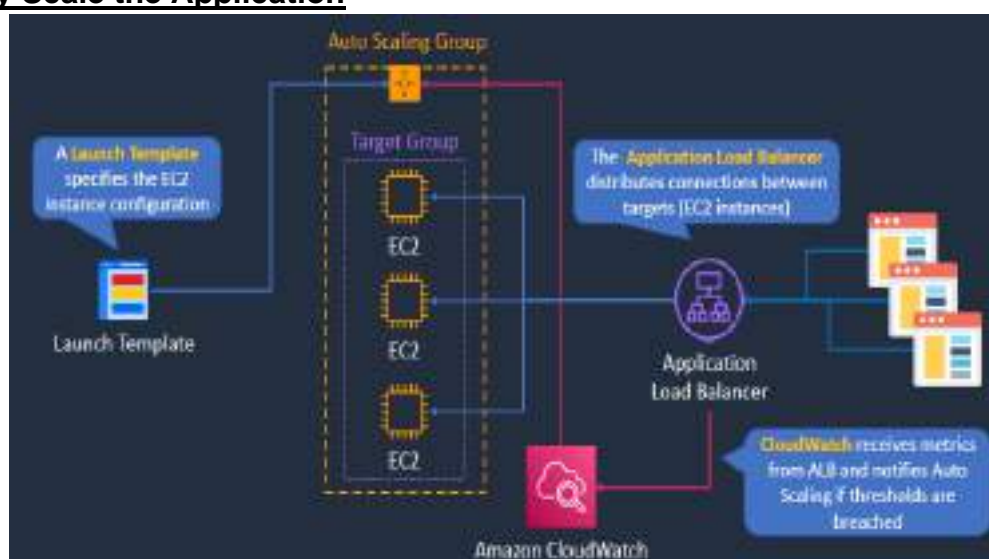 y Scale the Application
Auto Scaling Group
Target Group
A Launch Template
specifies the EC2
instance configuration
The Application Load Balancer
distributes connections between
targets (EC2 instances)
EC2
EC2
EC2
Launch Template
Application
Load Balancer
CloudWatch receives metrics
from ALB and notifies Auto
Scaling if thresholds are
breached
Amazon CloudWatch